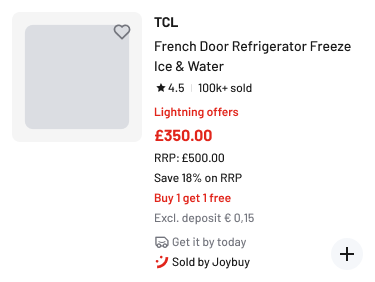 TCL
French Door Refrigerator Freeze
Ice & Water
4.5 100k+ sold
Lightning offers
£350.00
RRP: £500.00
Save 18% on RRP
Buy 1 get 1 free
Excl. deposit € 0,15
Get it by today
Sold by Joybuy